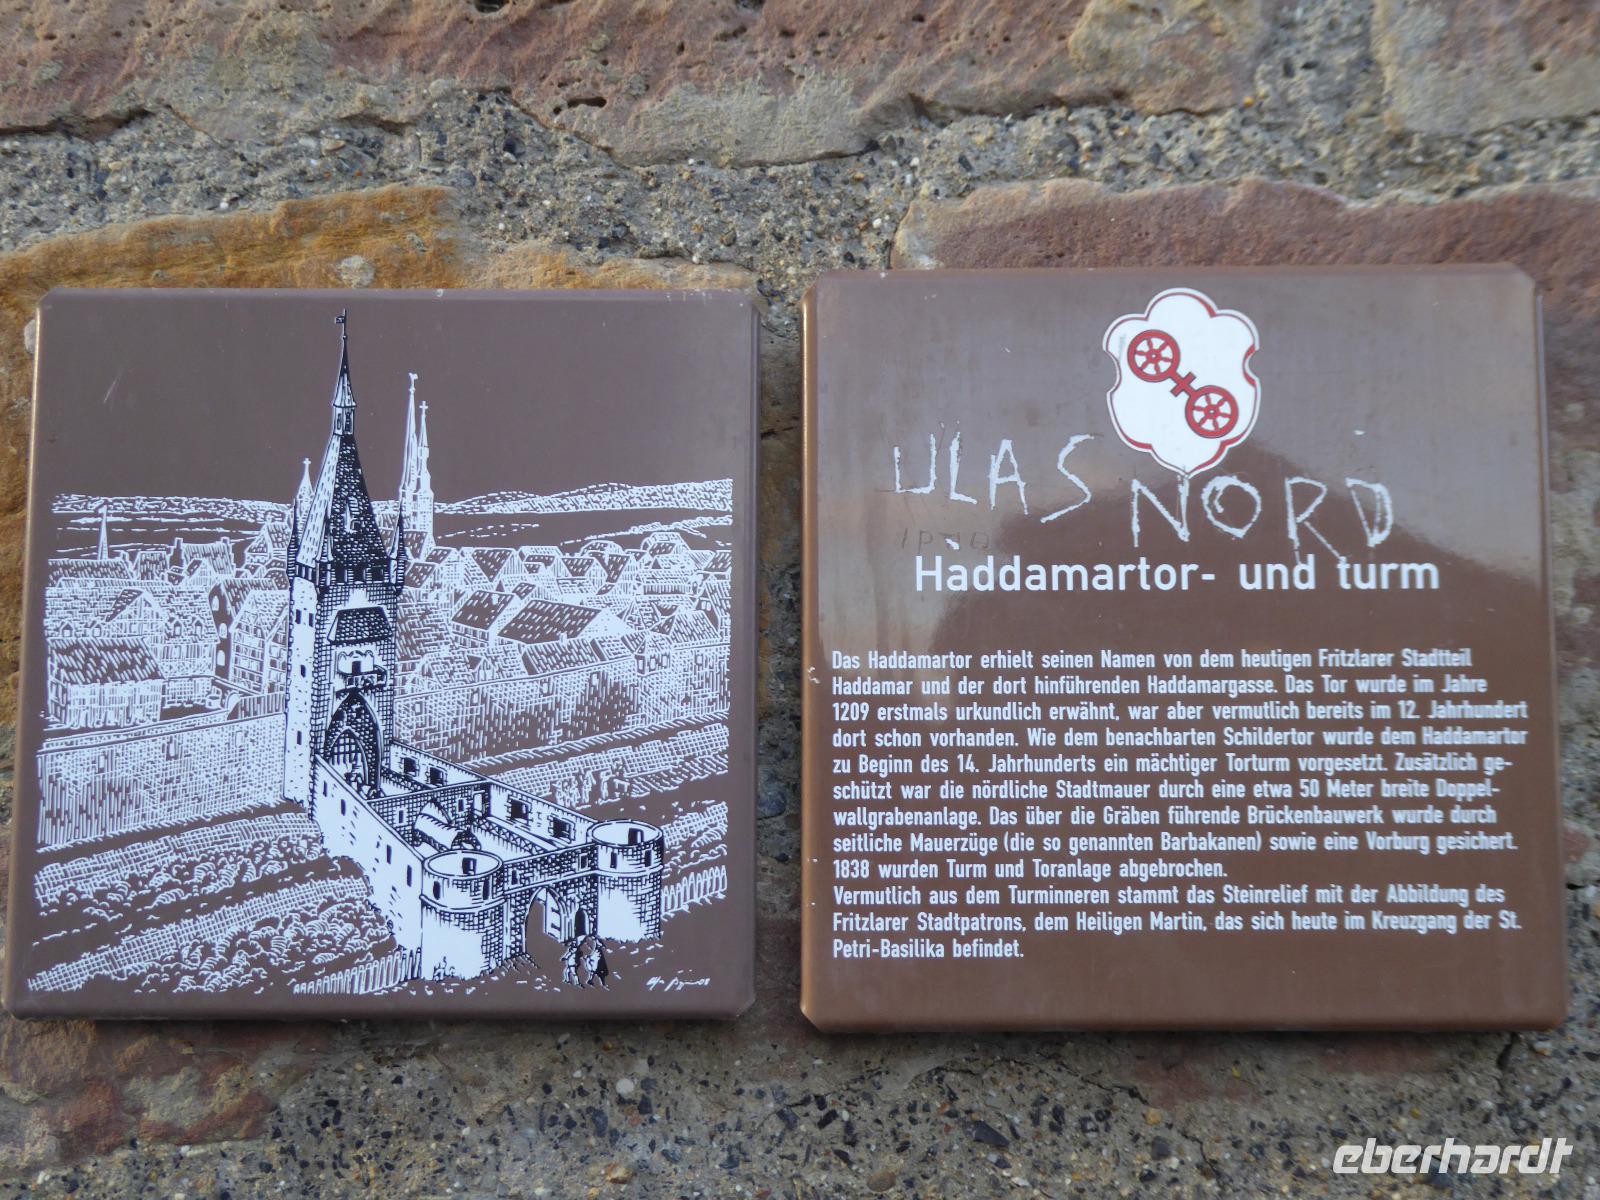 ULAS
NORD
Haddamartor- und turm
Das Haddamartor erhielt seinen Namen von dem heutigen Fritzlarer Stadtteil
Haddamar und der dort hinführenden Haddamargasse. Das Tor wurde im Jahre
1209 erstmals urkundlich erwähnt, war aber vermutlich bereits im 12. Jahrhundert
dort schon vorhanden. Wie dem benachbarten Schildertor wurde dem Haddamartor
zu Beginn des 14. Jahrhunderts ein mächtiger Torturm vorgesetzt. Zusätzlich ge-
schützt war die nördliche Stadtmauer durch eine etwa 50 Meter breite Doppel-
wallgrabenanlage. Das über die Gräben führende Brückenbauwerk wurde durch
seitliche Mauerzüge (die so genannten Barbakanen) sowie eine Vorburg gesichert.
1838 wurden Turm und Toranlage abgebrochen.
Vermutlich aus dem Turminneren stammt das Steinrelief mit der Abbildung des
Fritzlarer Stadtpatrons, dem Heiligen Martin, das sich heute im Kreuzgang der St.
Petri-Basilika befindet.
eberhardt